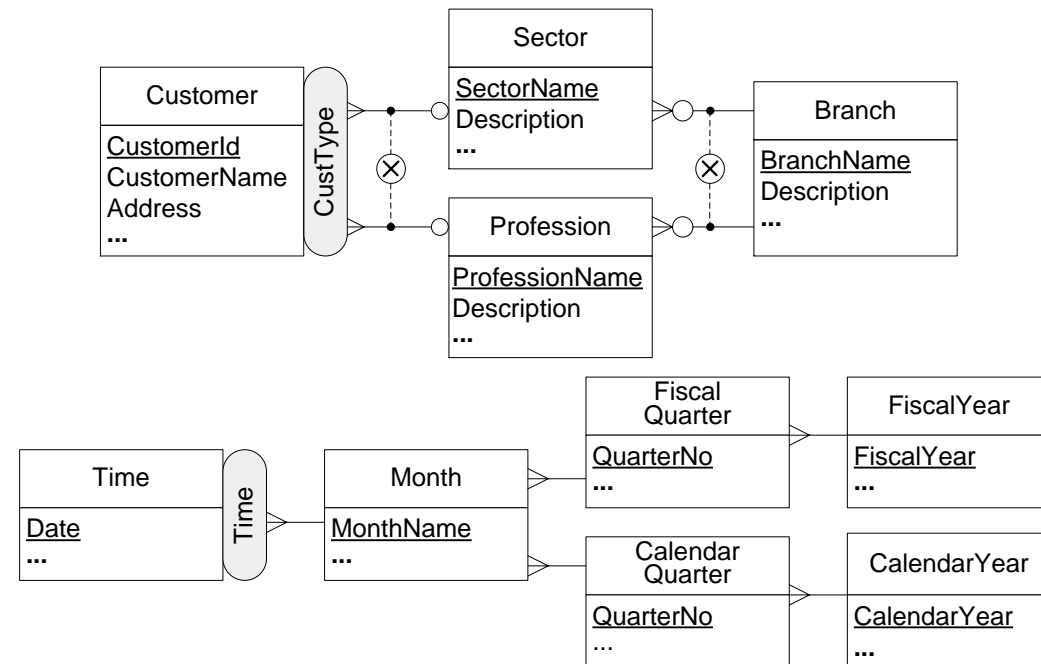 Customer
CustomerId
CustomerName
Address
...
CustType
Sector
SectorName
Description
...
Profession
ProfessionName
Description
...
Branch
BranchName
Description
...
Time
Date
...
Time
Month
MonthName
...
Fiscal
Quarter
QuarterNo
...
FiscalYear
FiscalYear
...
Calendar
Quarter
QuarterNo
...
CalendarYear
CalendarYear
...